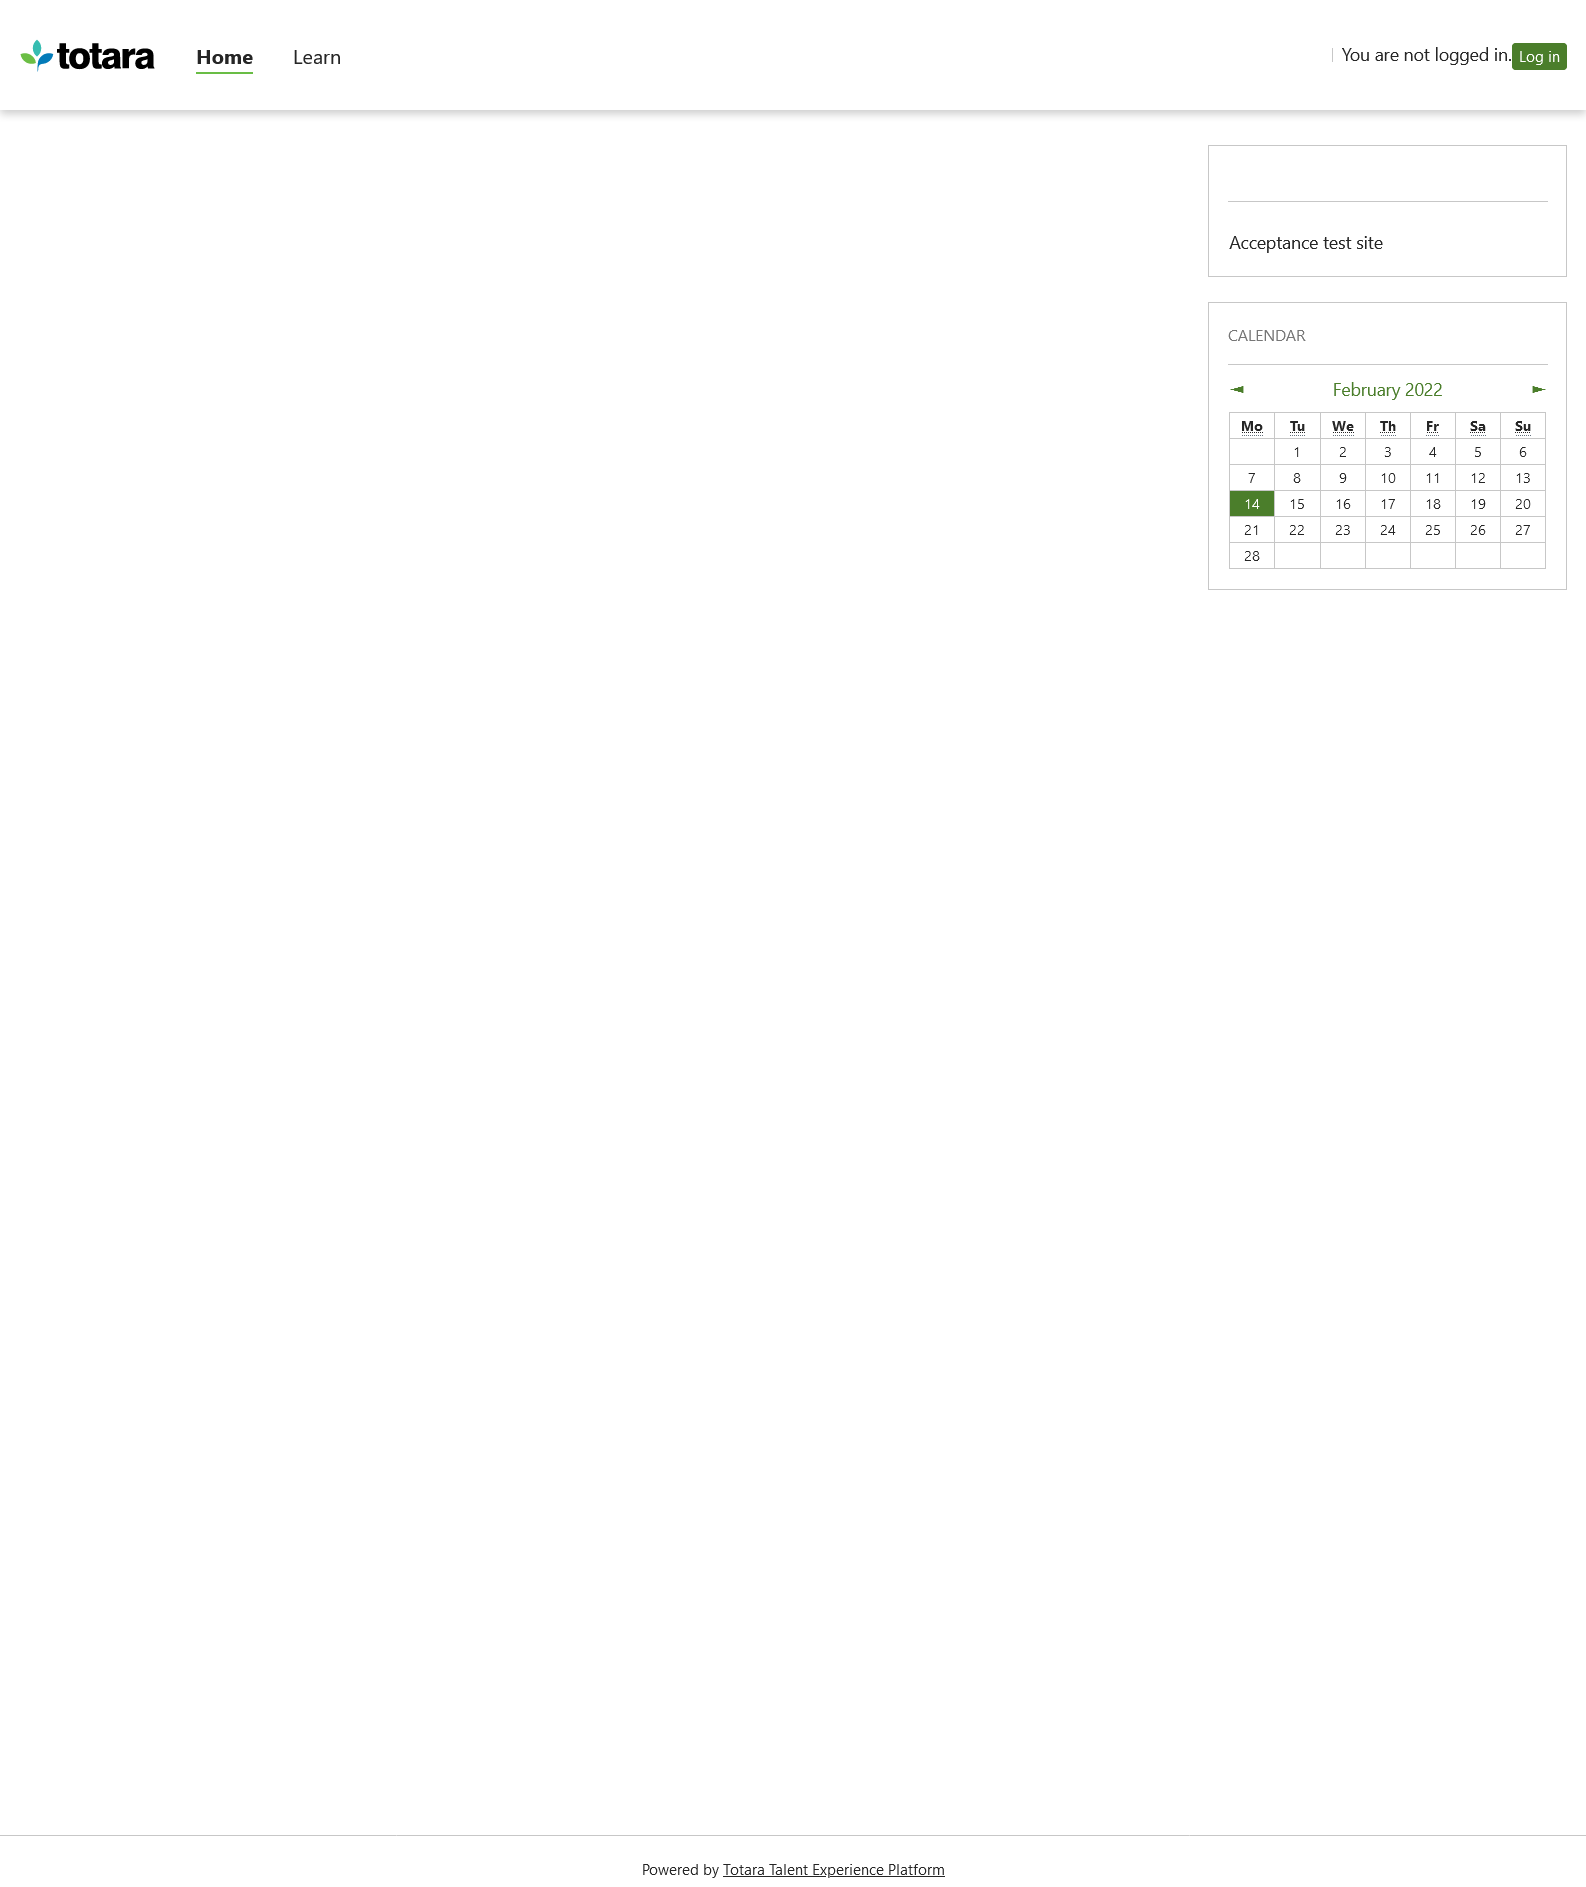 totara
Home
Learn
You are not logged in.
Log in
Acceptance test site
CALENDAR
◄ February 2022 ►
Mo Tu We Th Fr Sa Su
1 2 3 4 5 6
7 8 9 10 11 12 13
14 15 16 17 18 19 20
21 22 23 24 25 26 27
28
Powered by Totara Talent Experience Platform